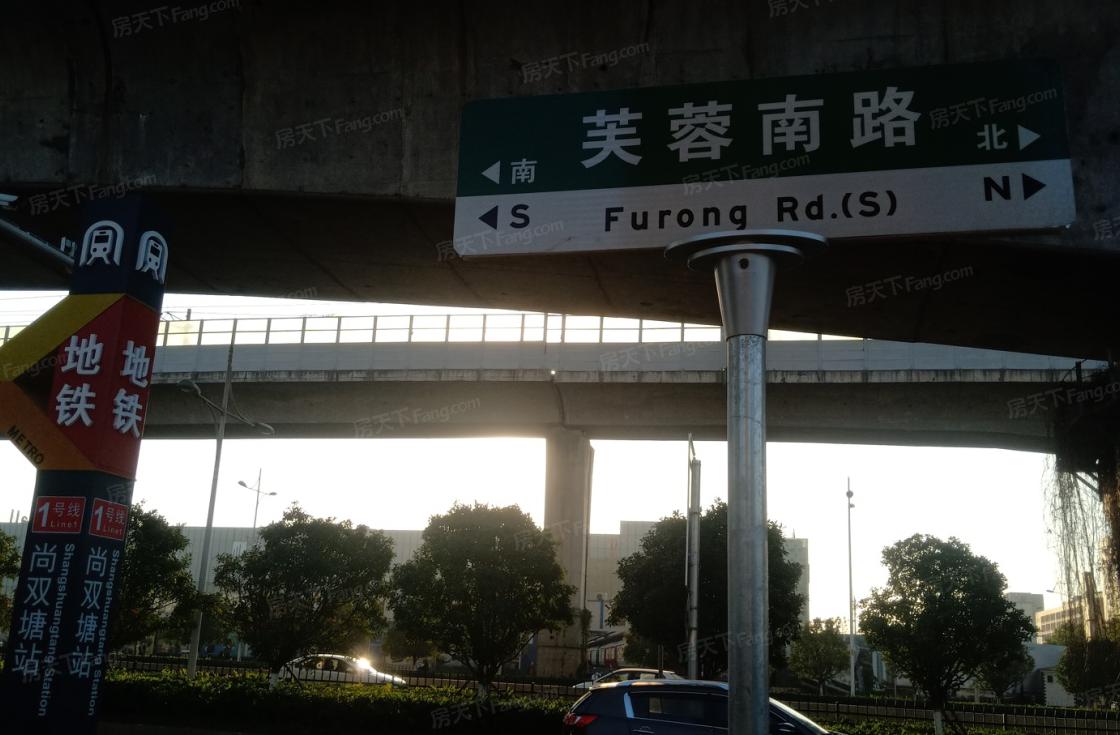 芙蓉南路
南
北
S
Furong Rd.(S)
N
地铁
地铁
METRO
1号线
Line1
1号线
Line1
尚双塘站
Shangshuangtang Station
尚双塘站
Shangshuangtang Station
房天下Fang.com